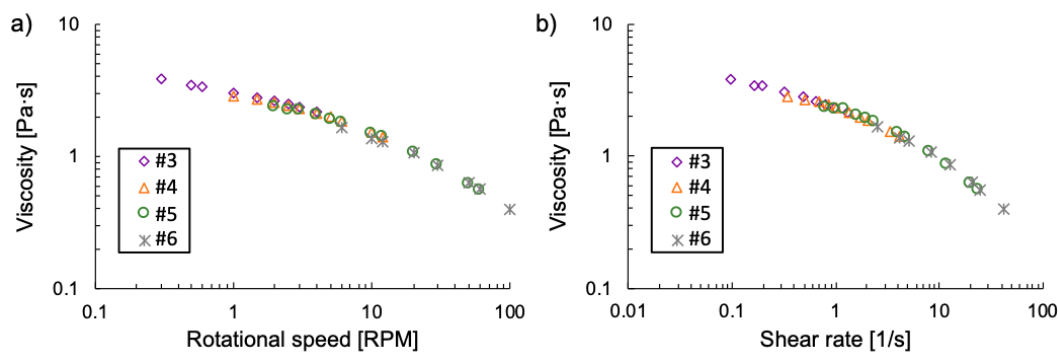 a)
Viscosity [Pa·s]
10
1
0.1
#3
#4
#5
#6
0.1 1 10 100
Rotational speed [RPM]
b)
Viscosity [Pa·s]
10
1
0.1
#3
#4
#5
#6
0.01 0.1 1 10 100
Shear rate [1/s]